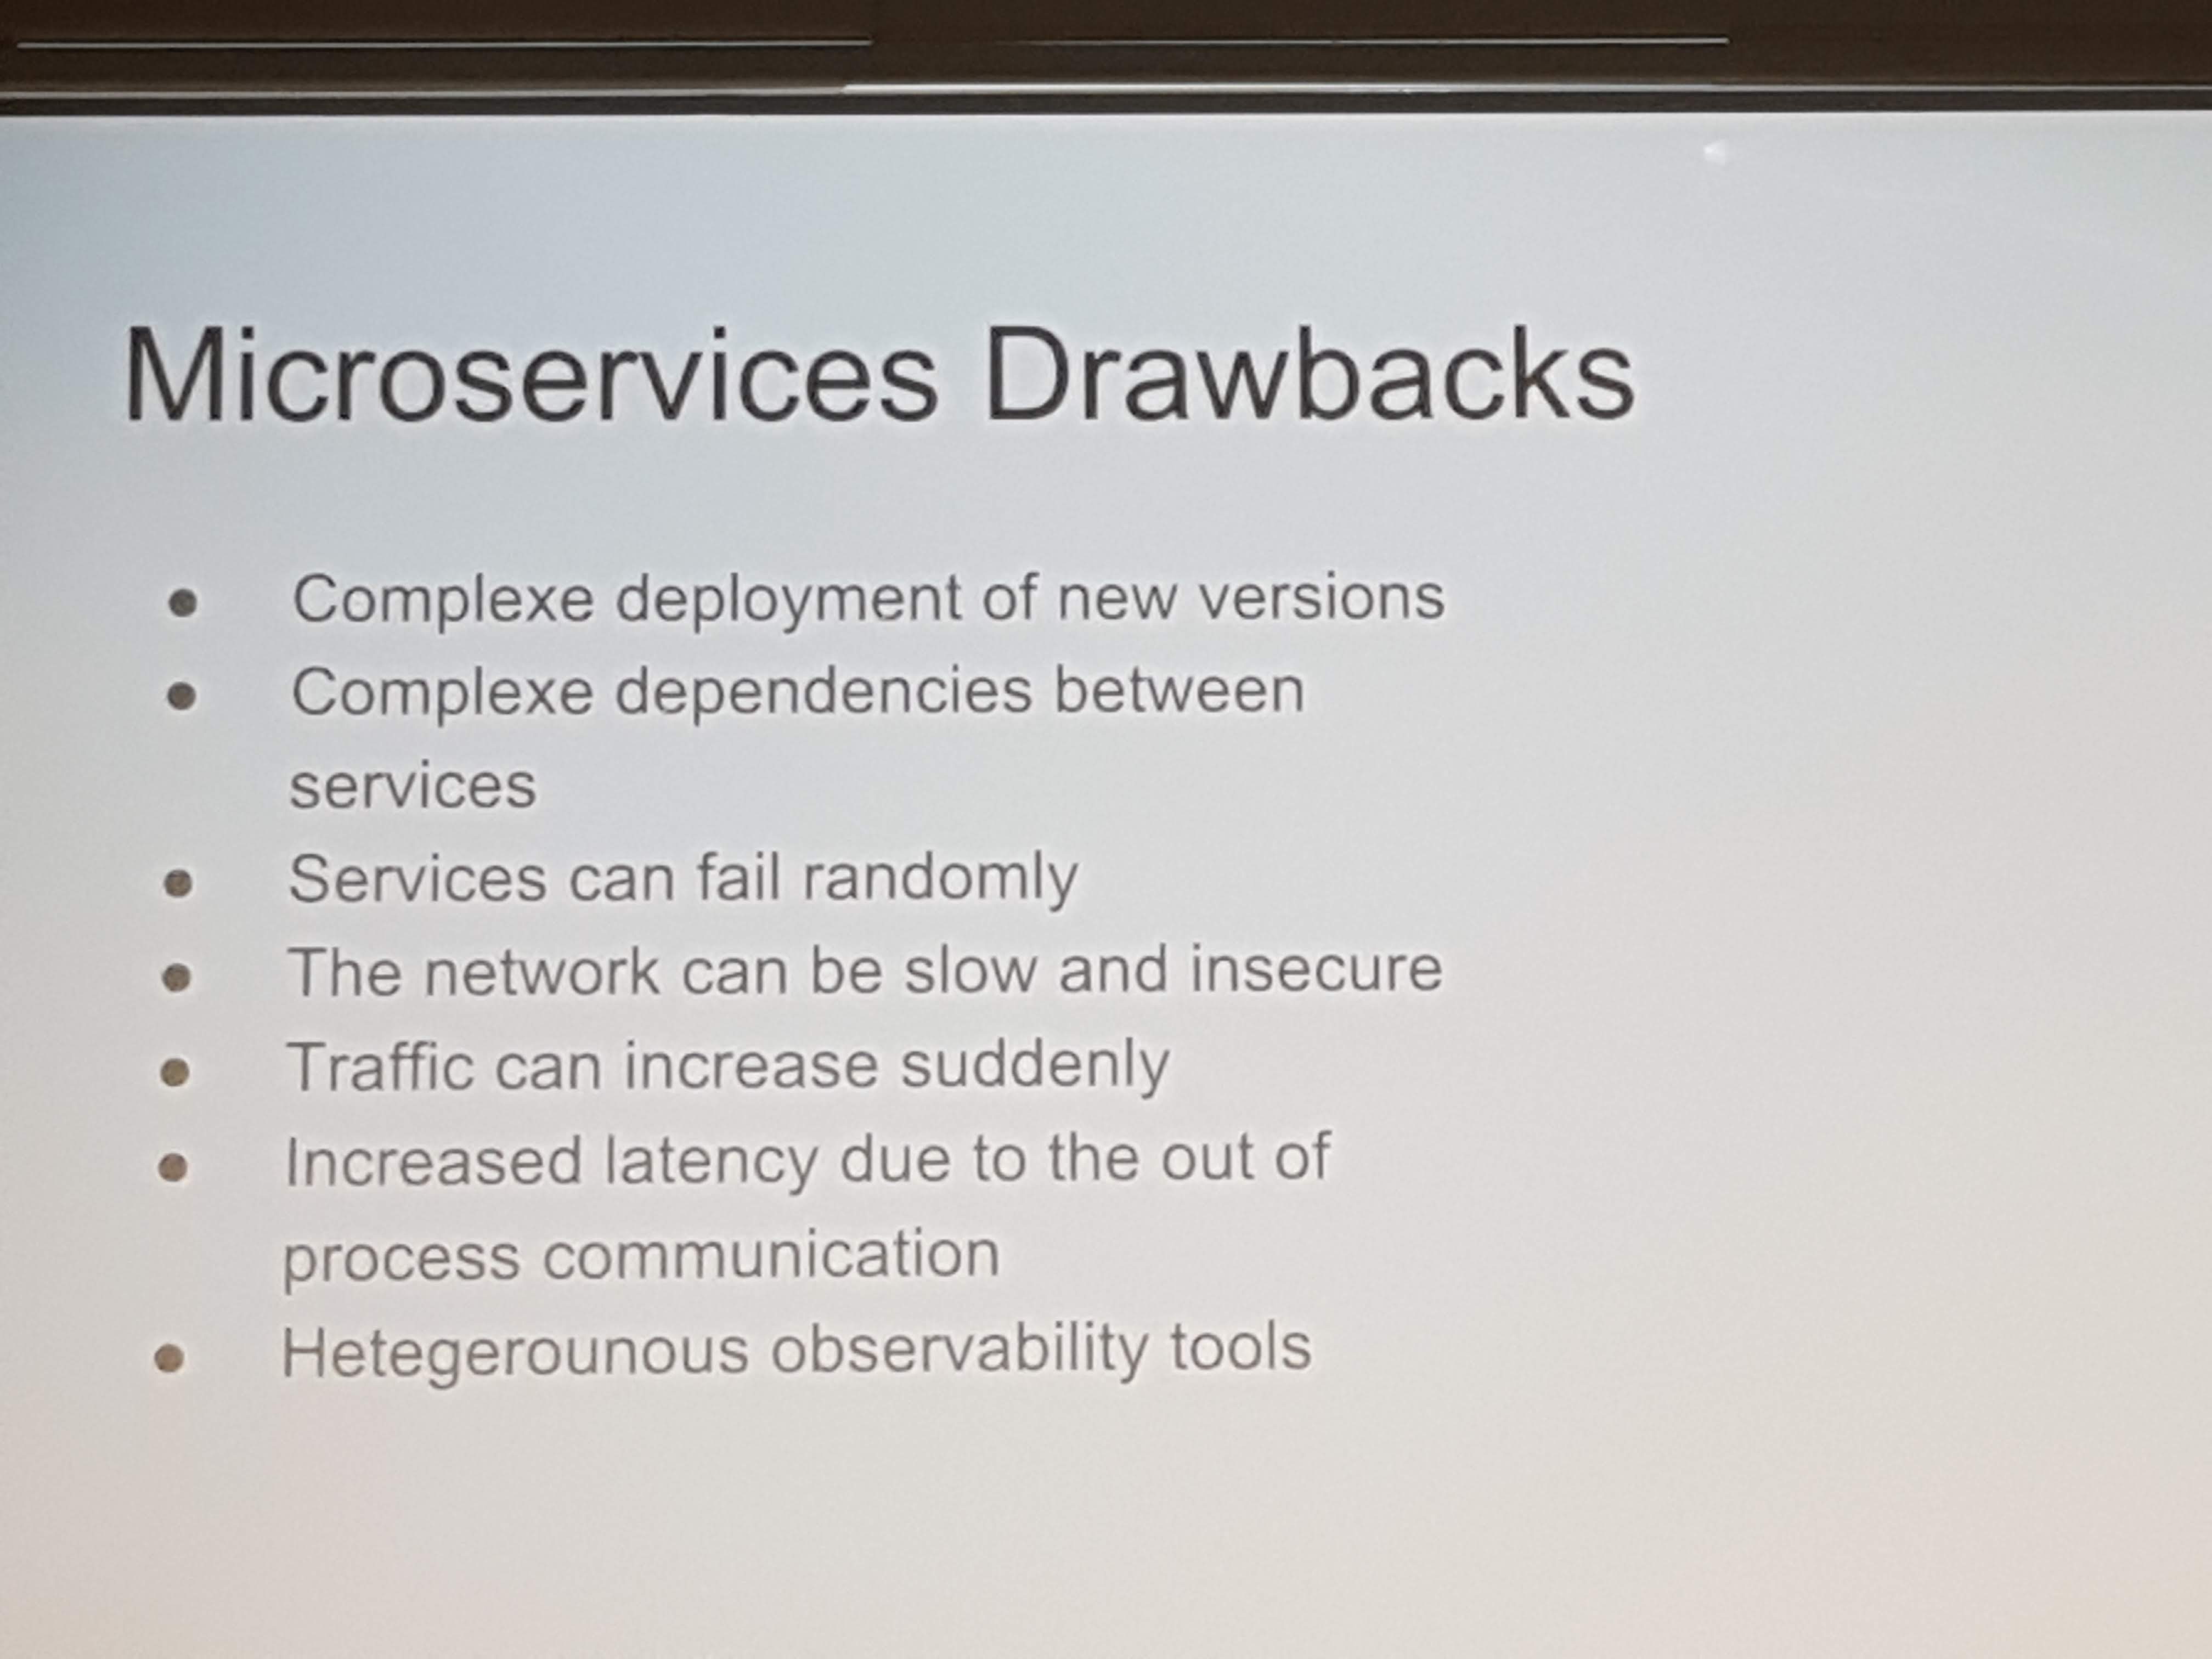 Microservices Drawbacks
• Complexe deployment of new versions
• Complexe dependencies between
services
• Services can fail randomly
• The network can be slow and insecure
• Traffic can increase suddenly
• Increased latency due to the out of
process communication
• Hetegerounous observability tools